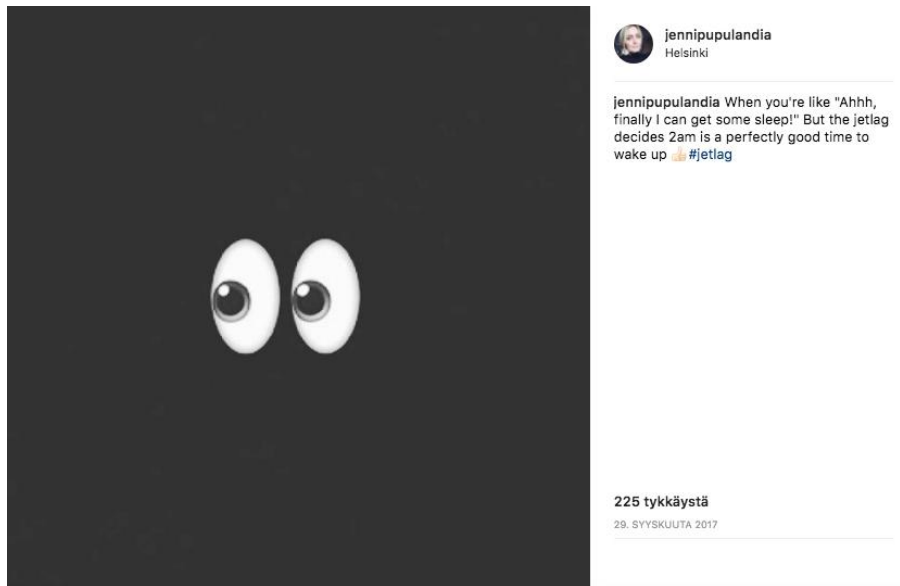 jennipupulandia
Helsinki
jennipupulandia When you're like "Ahhh,
finally I can get some sleep!" But the jetlag
decides 2am is a perfectly good time to
wake up 👍🏻 #jetlag
225 tykkäystä
29. SYYSKUUTA 2017